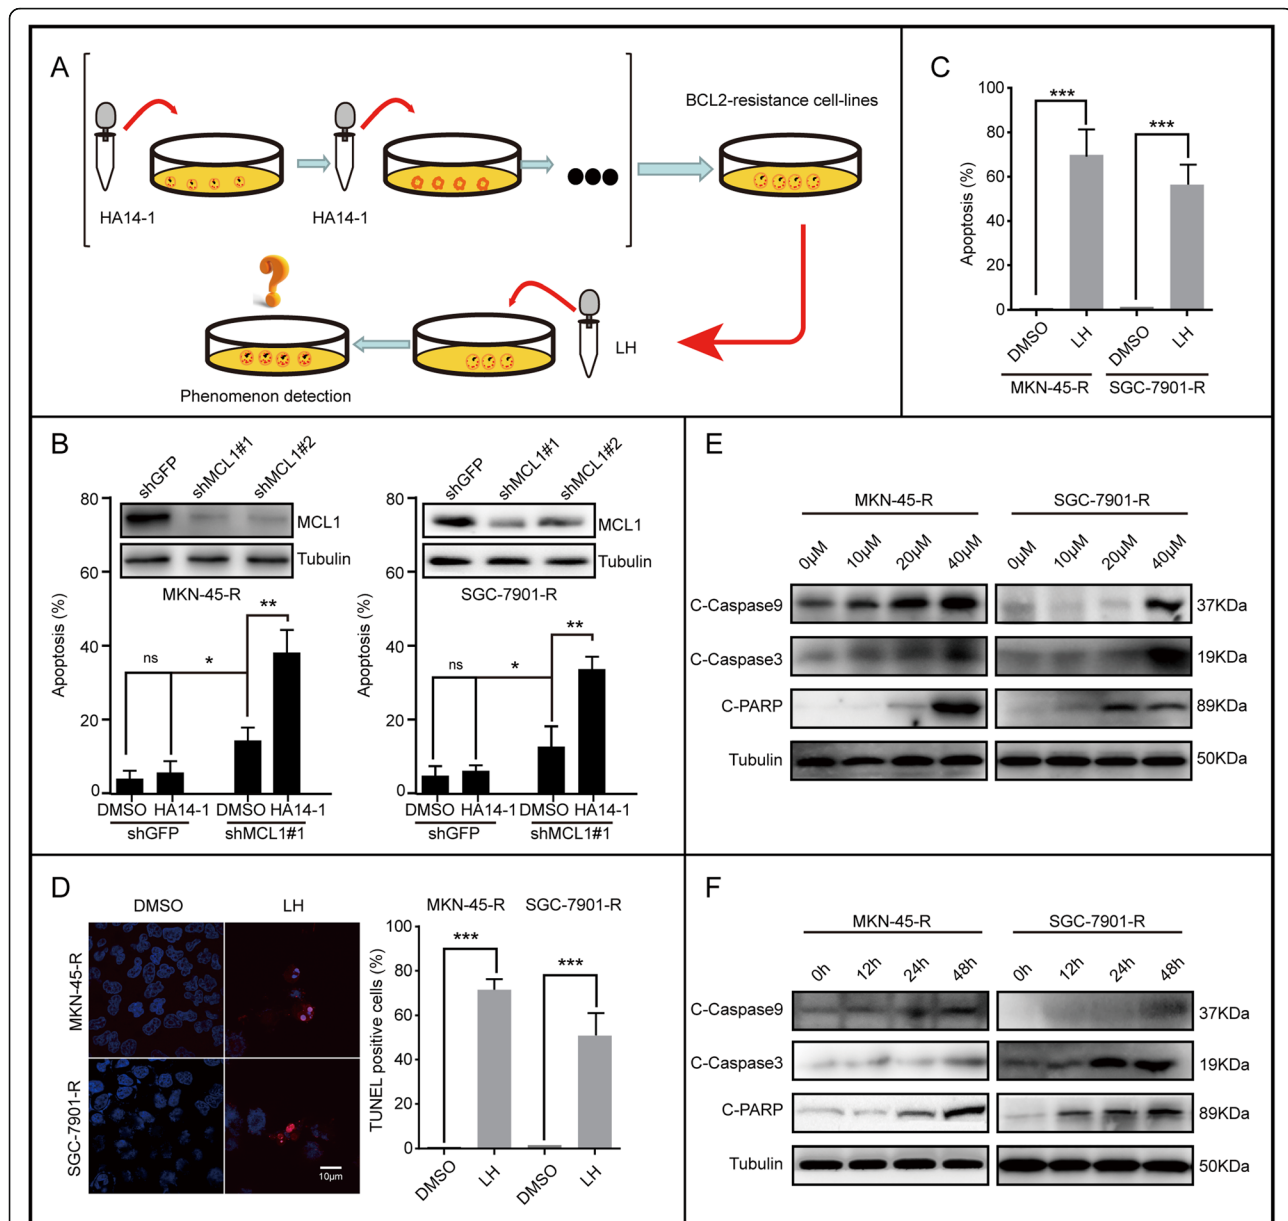 A
HA14-1
HA14-1
BCL2-resistance cell-lines
LH
Phenomenon detection
C
Apoptosis (%)
100
80
60
40
20
0
***
***
DMSO
LH
DMSO
LH
MKN-45-R
SGC-7901-R
B
shGFP
shMCL1#1
shMCL1#2
MCL1
Tubulin
MKN-45-R
Apoptosis (%)
80
60
40
20
0
ns
*
**
DMSO HA14-1
DMSO HA14-1
shGFP
shMCL1#1
shGFP
shMCL1#1
shMCL1#2
MCL1
Tubulin
SGC-7901-R
Apoptosis (%)
80
60
40
20
0
ns
*
**
DMSO HA14-1
DMSO HA14-1
shGFP
shMCL1#1
E
MKN-45-R
SGC-7901-R
0μM
10μM
20μM
40μM
0μM
10μM
20μM
40μM
C-Caspase9
37KDa
C-Caspase3
19KDa
C-PARP
89KDa
Tubulin
50KDa
D
DMSO
LH
MKN-45-R
SGC-7901-R
10μm
MKN-45-R
SGC-7901-R
TUNEL positive cells (%)
100
80
60
40
20
0
***
***
DMSO
LH
DMSO
LH
F
MKN-45-R
SGC-7901-R
0h
12h
24h
48h
0h
12h
24h
48h
C-Caspase9
37KDa
C-Caspase3
19KDa
C-PARP
89KDa
Tubulin
50KDa